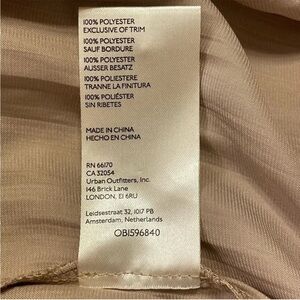 100% POLYESTER
EXCLUSIVE OF TRIM
100% POLYESTER
SAUF BORDURE
100% POLYESTER
AUSSER BESATZ
100% POLIESTERE
TRANNE LA FINITURA
100% POLIÉSTER
SIN RIBETES
MADE IN CHINA
HECHO EN CHINA
RN 66170
CA 32054
Urban Outfitters, Inc.
146 Brick Lane
LONDON, E1 6RU
Leidsestraat 32, 1017 PB
Amsterdam, Netherlands
OB1596840